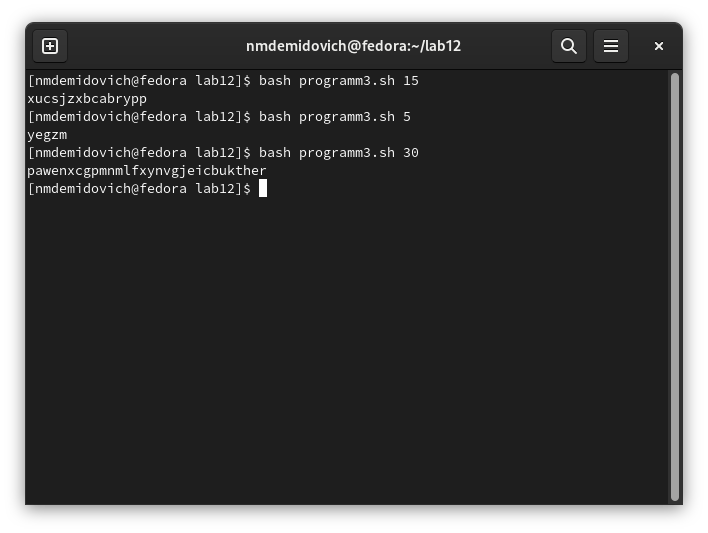 nmdemidovich@fedora:~/lab12
[nmdemidovich@fedora lab12]$ bash programm3.sh 15
xucsjzxbcabrypp
[nmdemidovich@fedora lab12]$ bash programm3.sh 5
yegzm
[nmdemidovich@fedora lab12]$ bash programm3.sh 30
pawenxcgpmnmlfxynvgjeicbukther
[nmdemidovich@fedora lab12]$